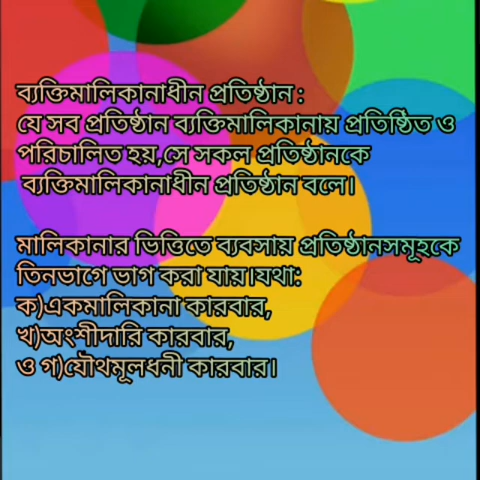 ব্যক্তিমালিকানাধীন প্রতিষ্ঠান :
যে সব প্রতিষ্ঠান ব্যক্তিমালিকানায় প্রতিষ্ঠিত ও
পরিচালিত হয়,সে সকল প্রতিষ্ঠানকে
ব্যক্তিমালিকানাধীন প্রতিষ্ঠান বলে।
মালিকানার ভিত্তিতে ব্যবসায় প্রতিষ্ঠানসমূহকে
তিনভাগে ভাগ করা যায়।যথা:
ক)একমালিকানা কারবার,
খ)অংশীদারি কারবার,
ও গ)যৌথমূলধনী কারবার।